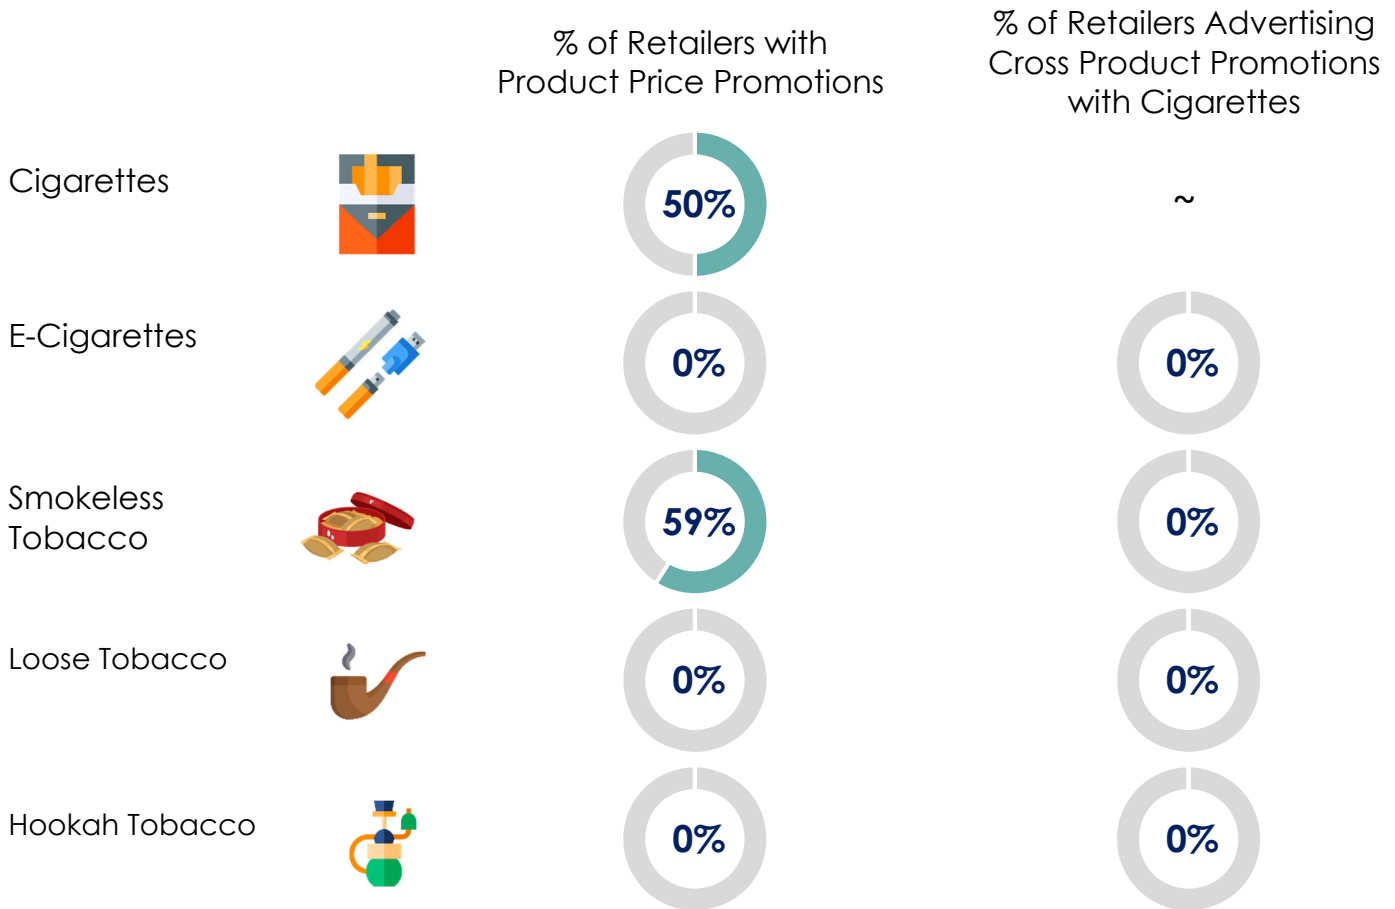 % of Retailers with
Product Price Promotions
% of Retailers Advertising
Cross Product Promotions
with Cigarettes
Cigarettes
50%
~
E-Cigarettes
0%
0%
Smokeless
Tobacco
59%
0%
Loose Tobacco
0%
0%
Hookah Tobacco
0%
0%